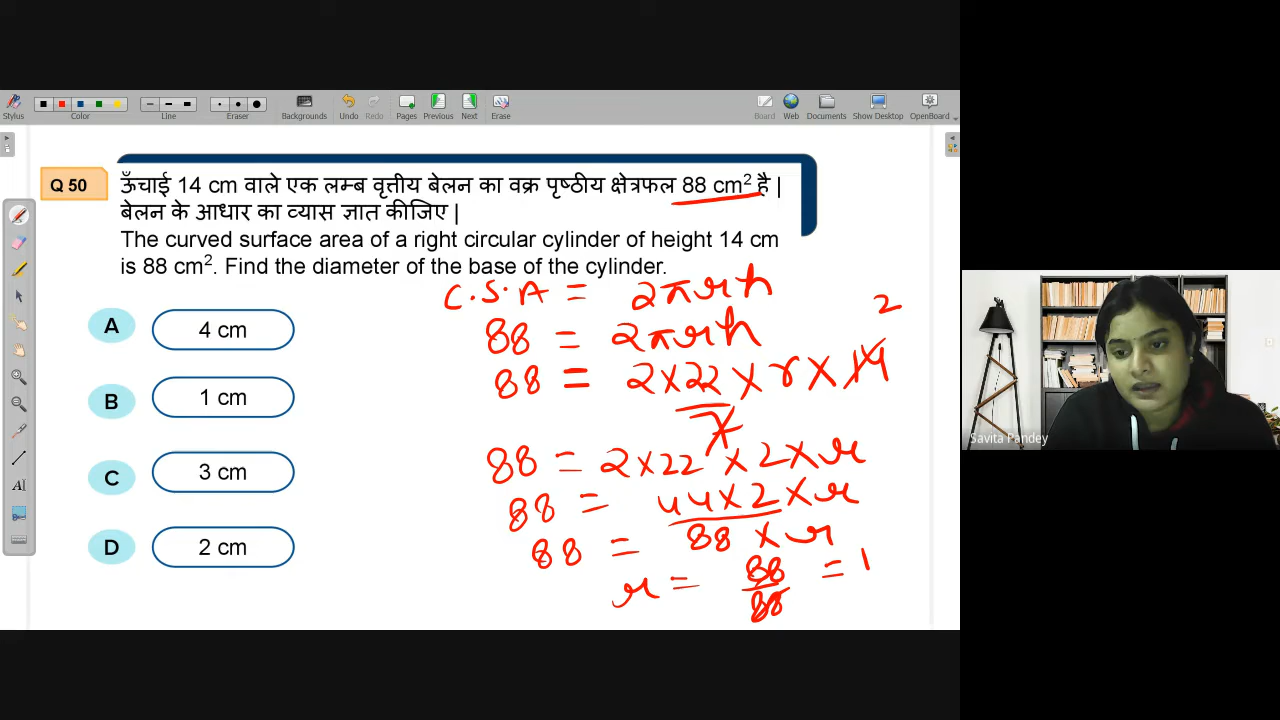 Stylus
Color
Line
Eraser
Backgrounds
Undo
Redo
Pages
Previous
Next
Erase
Board
Web
Documents
Show Desktop
OpenBoard
Q 50
ऊँचाई 14 cm वाले एक लम्ब वृत्तीय बेलन का वक्र पृष्ठीय क्षेत्रफल 88 cm² है |
बेलन के आधार का व्यास ज्ञात कीजिए |
The curved surface area of a right circular cylinder of height 14 cm
is 88 cm². Find the diameter of the base of the cylinder.
A 4 cm
B 1 cm
C 3 cm
D 2 cm
C.S.A = 2πrh
88 = 2πrh
2
88 = 2 × 22/7 × r × 14
88 = 2 × 22 × 2 × r
88 = 44 × 2 × r
88 = 88 × r
r = 88/88 = 1
Savita Pandey